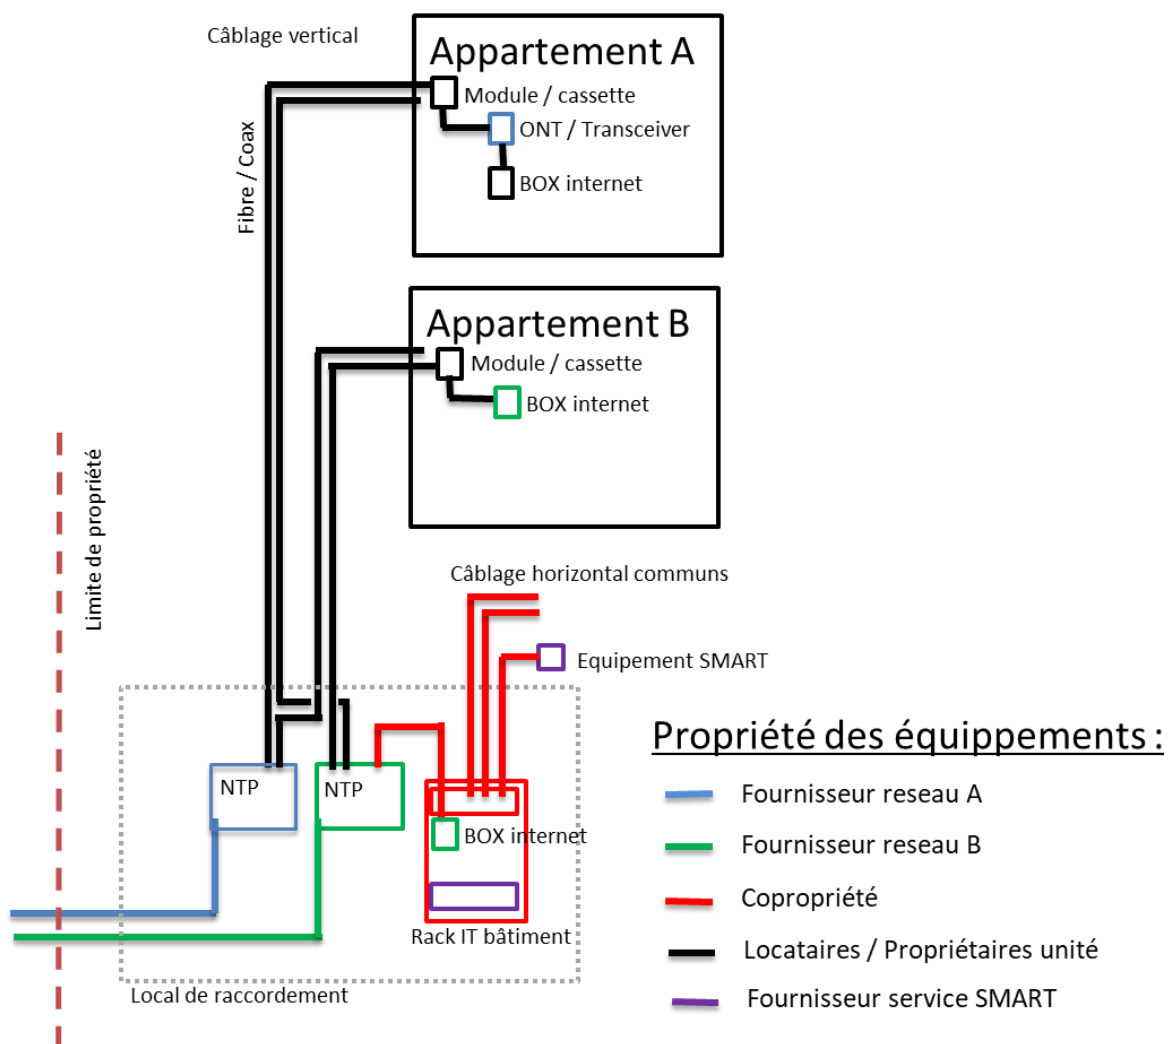 Câblage vertical
Appartement A
Module / cassette
ONT / Transceiver
BOX internet
Fibre / Coax
Appartement B
Module / cassette
BOX internet
Limite de propriété
Câblage horizontal communs
Equipement SMART
NTP
NTP
BOX internet
Rack IT bâtiment
Local de raccordement
Propriété des équippements :
Fournisseur reseau A
Fournisseur reseau B
Copropriété
Locataires / Propriétaires unité
Fournisseur service SMART